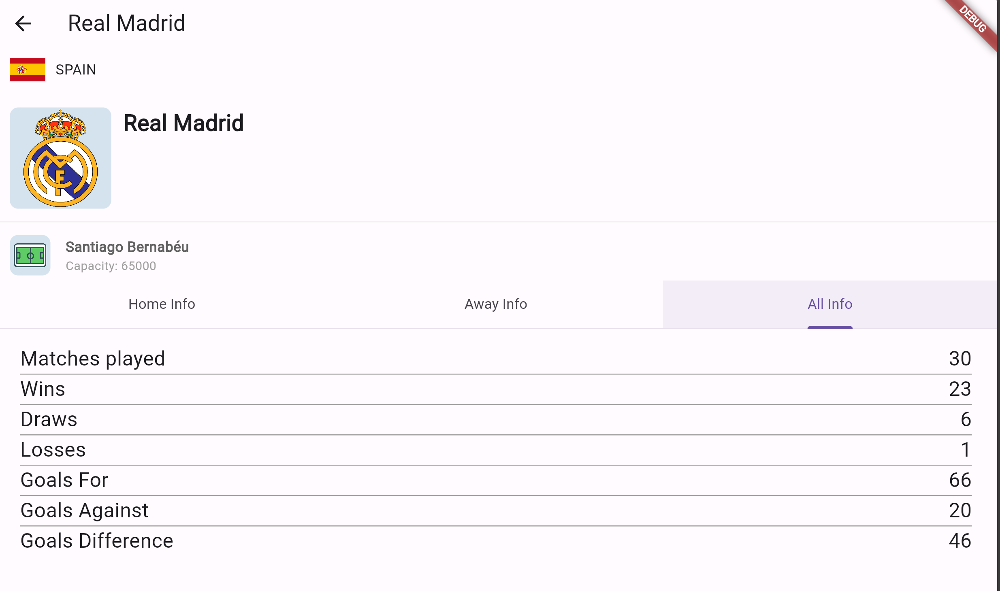 Real Madrid
DEBUG
SPAIN
Real Madrid
Santiago Bernabéu
Capacity: 65000
Home Info Away Info All Info
Matches played 30
Wins 23
Draws 6
Losses 1
Goals For 66
Goals Against 20
Goals Difference 46